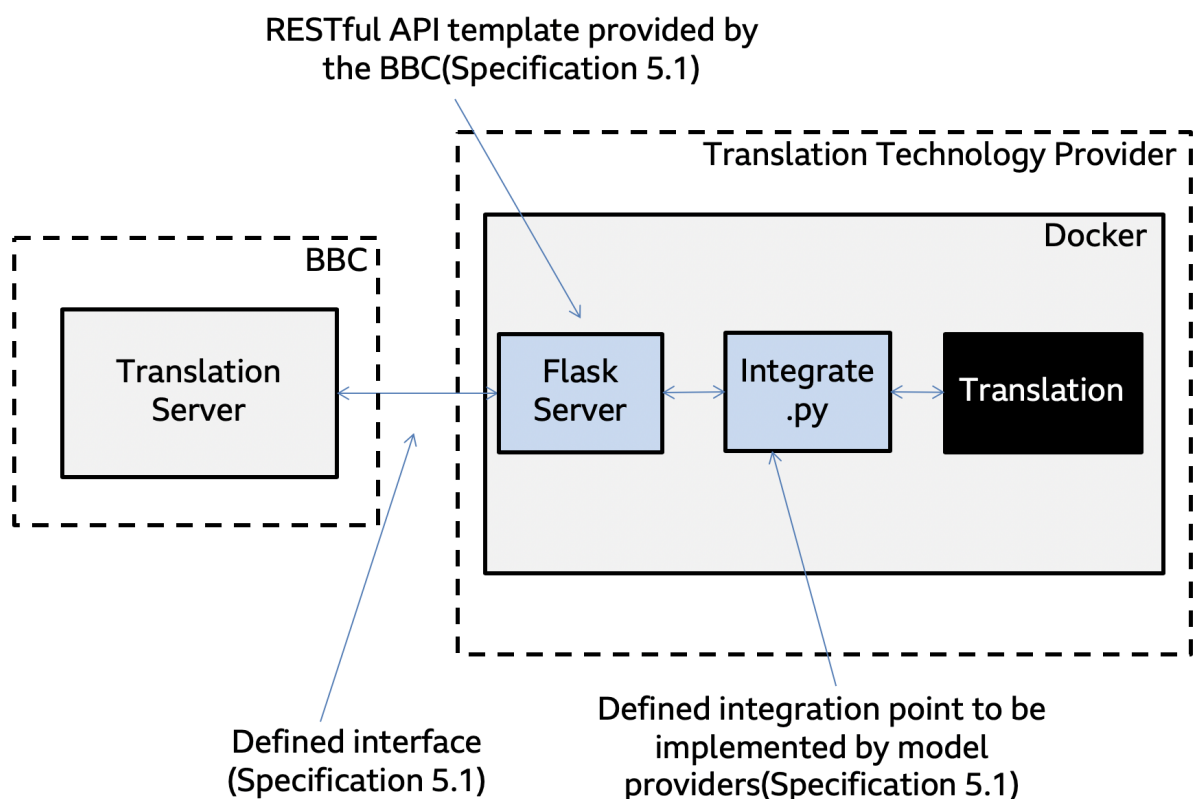 RESTful API template provided by
the BBC(Specification 5.1)
Translation Technology Provider
Docker
BBC
Translation
Server
Flask
Server
Integrate
.py
Translation
Defined interface
(Specification 5.1)
Defined integration point to be
implemented by model
providers(Specification 5.1)